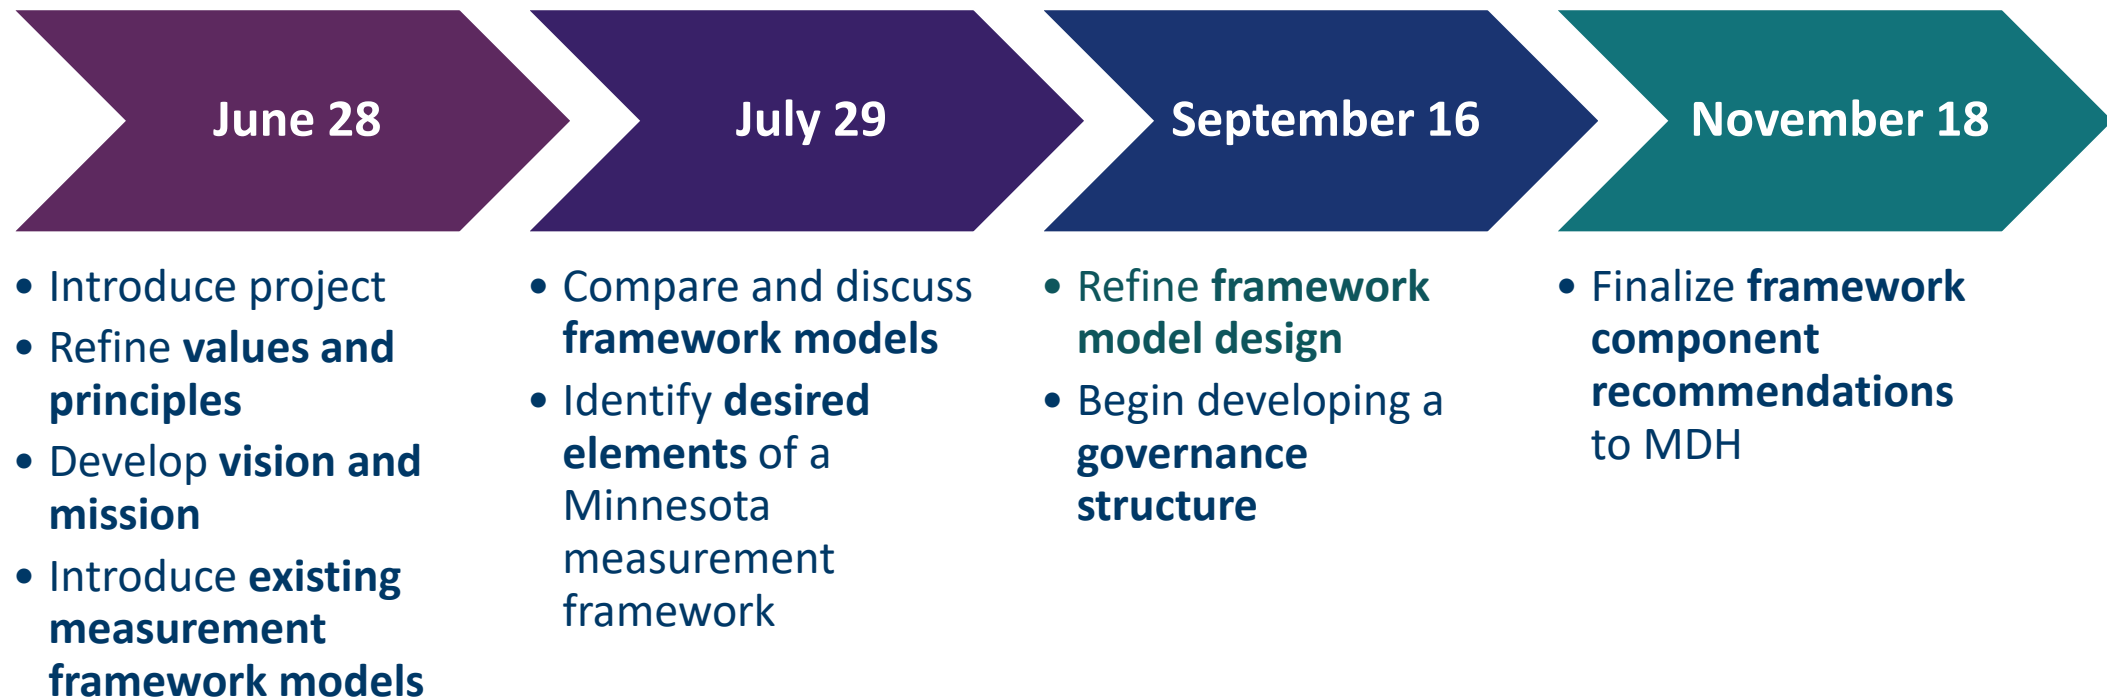 June 28
• Introduce project
• Refine values and
principles
• Develop vision and
mission
• Introduce existing
measurement
framework models
July 29
• Compare and discuss
framework models
• Identify desired
elements of a
Minnesota
measurement
framework
September 16
• Refine framework
model design
• Begin developing a
governance
structure
November 18
• Finalize framework
component
recommendations
to MDH